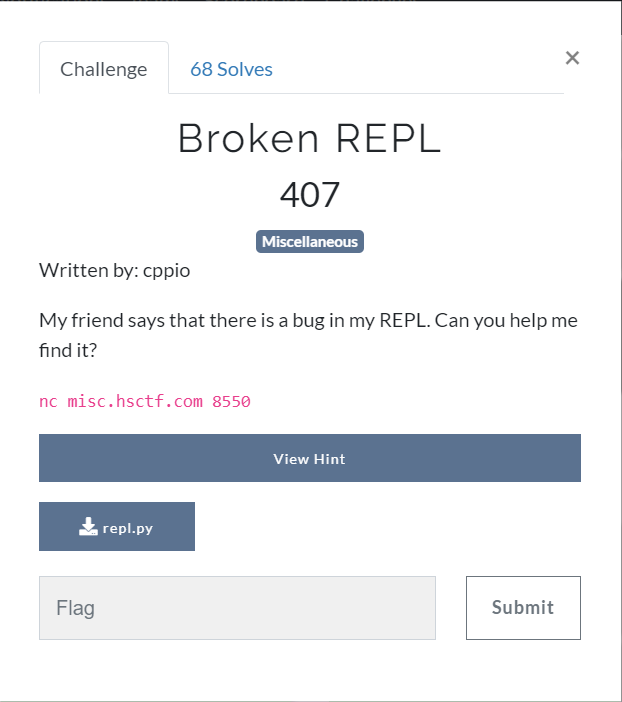 Challenge
68 Solves
×
Broken REPL
407
Miscellaneous
Written by: cppio
My friend says that there is a bug in my REPL. Can you help me
find it?
nc misc.hsctf.com 8550
View Hint
repl.py
Flag
Submit